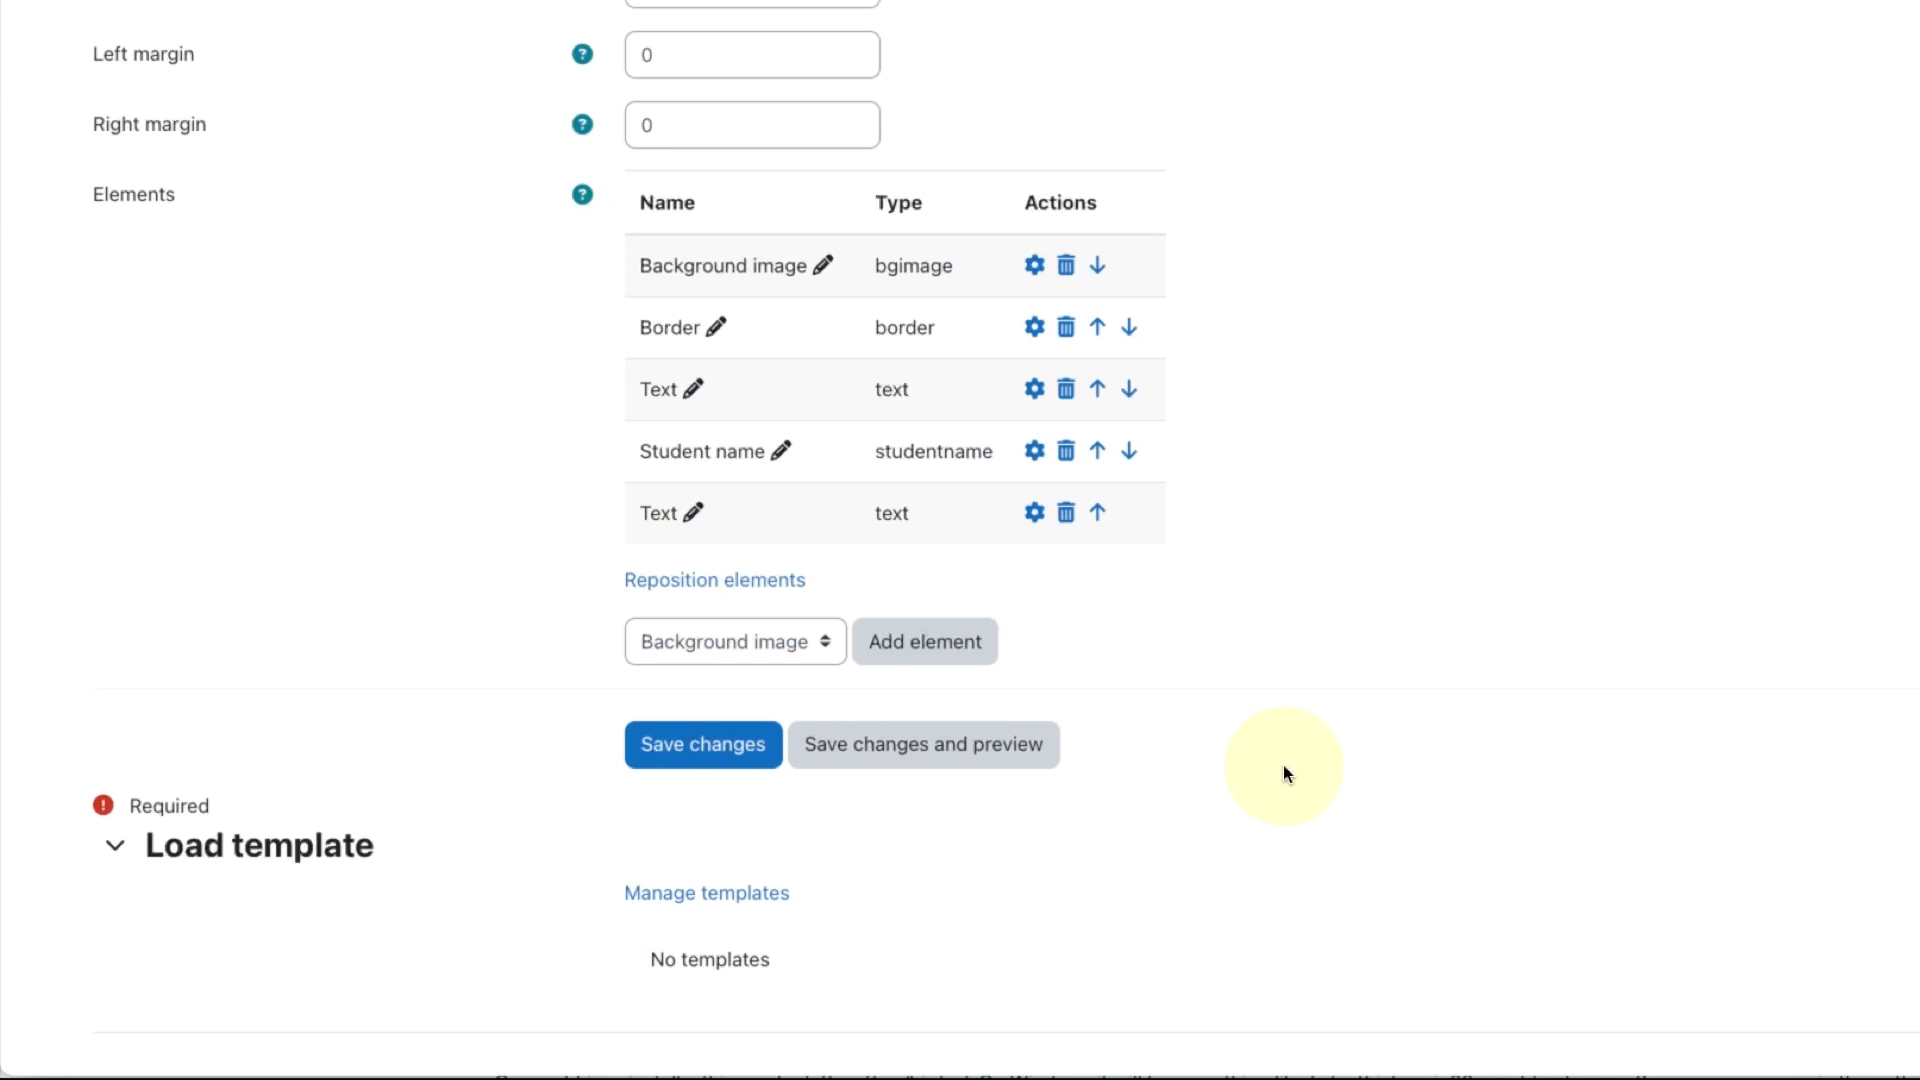 Left margin
0
Right margin
0
Elements
Name Type Actions
Background image bgimage
Border border
Text text
Student name studentname
Text text
Reposition elements
Background image Add element
Save changes Save changes and preview
Required
Load template
Manage templates
No templates